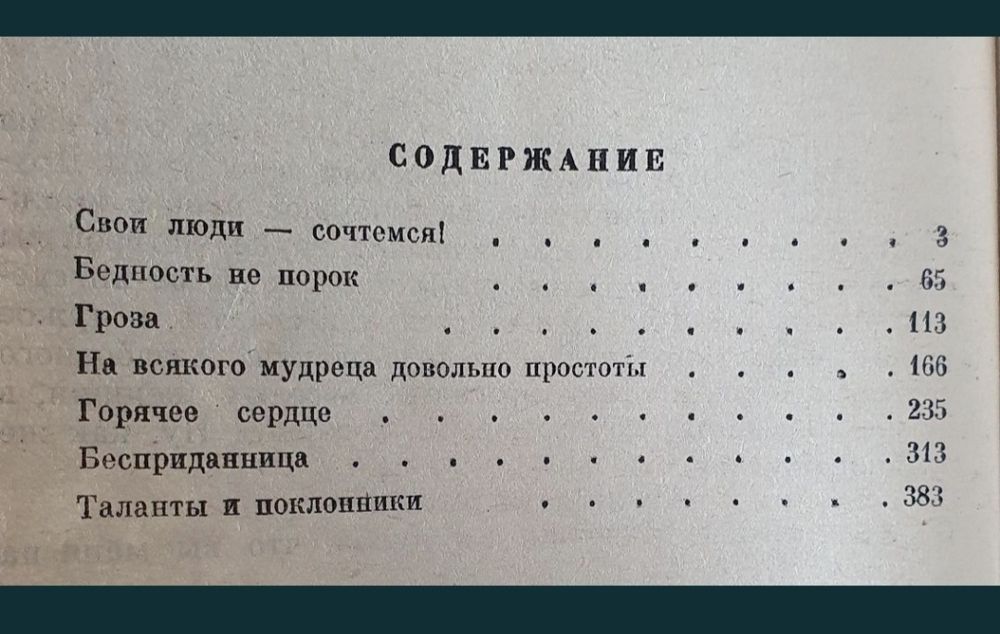 СОДЕРЖАНИЕ
Свои люди — сочтемся! . . . . . . . . . 3
Бедность не порок . . . . . . . . . 65
Гроза . . . . . . . . . . 113
На всякого мудреца довольно простоты . . . . . 166
Горячее сердце . . . . . . . . . . . 235
Бесприданница . . . . . . . . . . . . 313
Таланты и поклонники . . . . . . . . 383